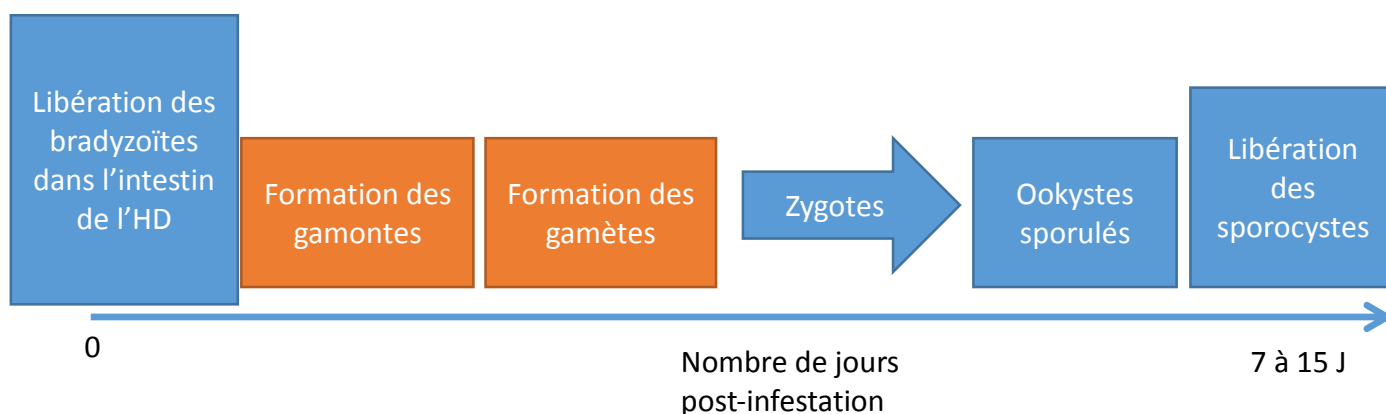 Libération des
bradyzoïtes
dans l’intestin
de l’HD
Formation des
gamontes
Formation des
gamètes
Zygotes
Ookystes
sporulés
Libération
des
sporocystes
0
Nombre de jours
post-infestation
7 à 15 J